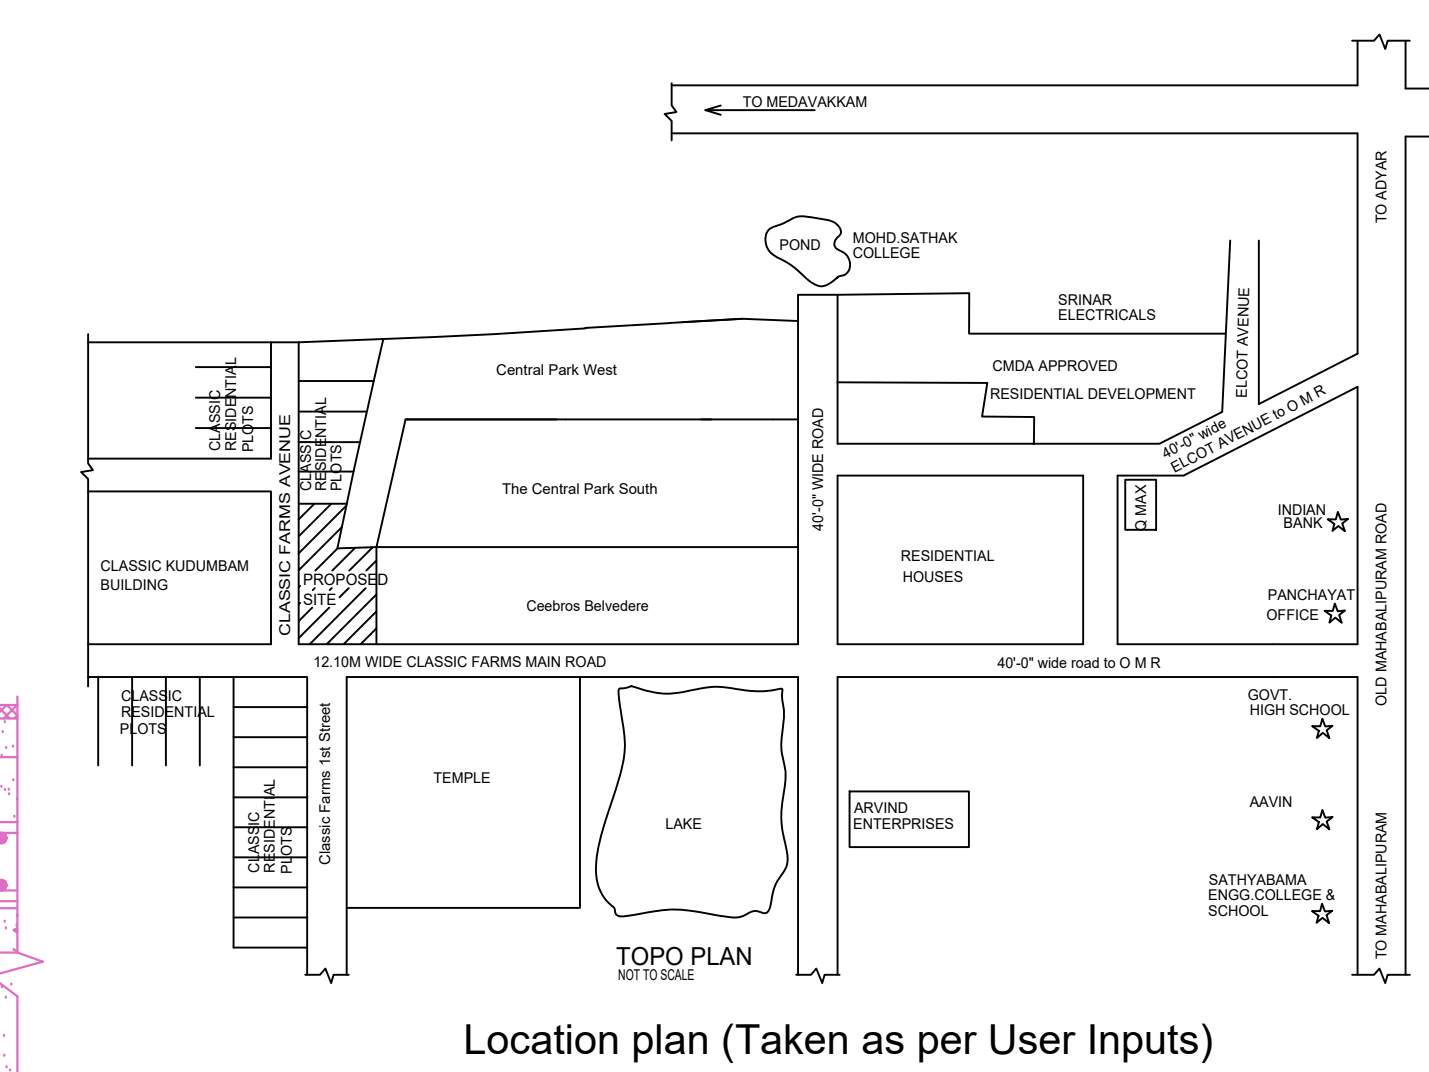 TO MEDAVAKKAM
TO ADYAR
POND
MOHD.SATHAK
COLLEGE
SRINAR
ELECTRICALS
ELCOT AVENUE
CMDA APPROVED
RESIDENTIAL DEVELOPMENT
40'-0" wide
ELCOT AVENUE to O M R
CLASSIC
RESIDENTIAL
PLOTS
CLASSIC FARMS AVENUE
CLASSIC
RESIDENTIAL
PLOTS
Central Park West
The Central Park South
40'-0" WIDE ROAD
Q MAX
INDIAN
BANK
OLD MAHABALIPURAM ROAD
CLASSIC KUDUMBAM
BUILDING
PROPOSED
SITE
Ceebros Belvedere
RESIDENTIAL
HOUSES
PANCHAYAT
OFFICE
12.10M WIDE CLASSIC FARMS MAIN ROAD
40'-0" wide road to O M R
CLASSIC
RESIDENTIAL
PLOTS
CLASSIC
RESIDENTIAL
PLOTS
Classic Farms 1st Street
TEMPLE
LAKE
ARVIND
ENTERPRISES
GOVT.
HIGH SCHOOL
AAVIN
SATHYABAMA
ENGG.COLLEGE &
SCHOOL
TO MAHABALIPURAM
TOPO PLAN
NOT TO SCALE
Location plan (Taken as per User Inputs)